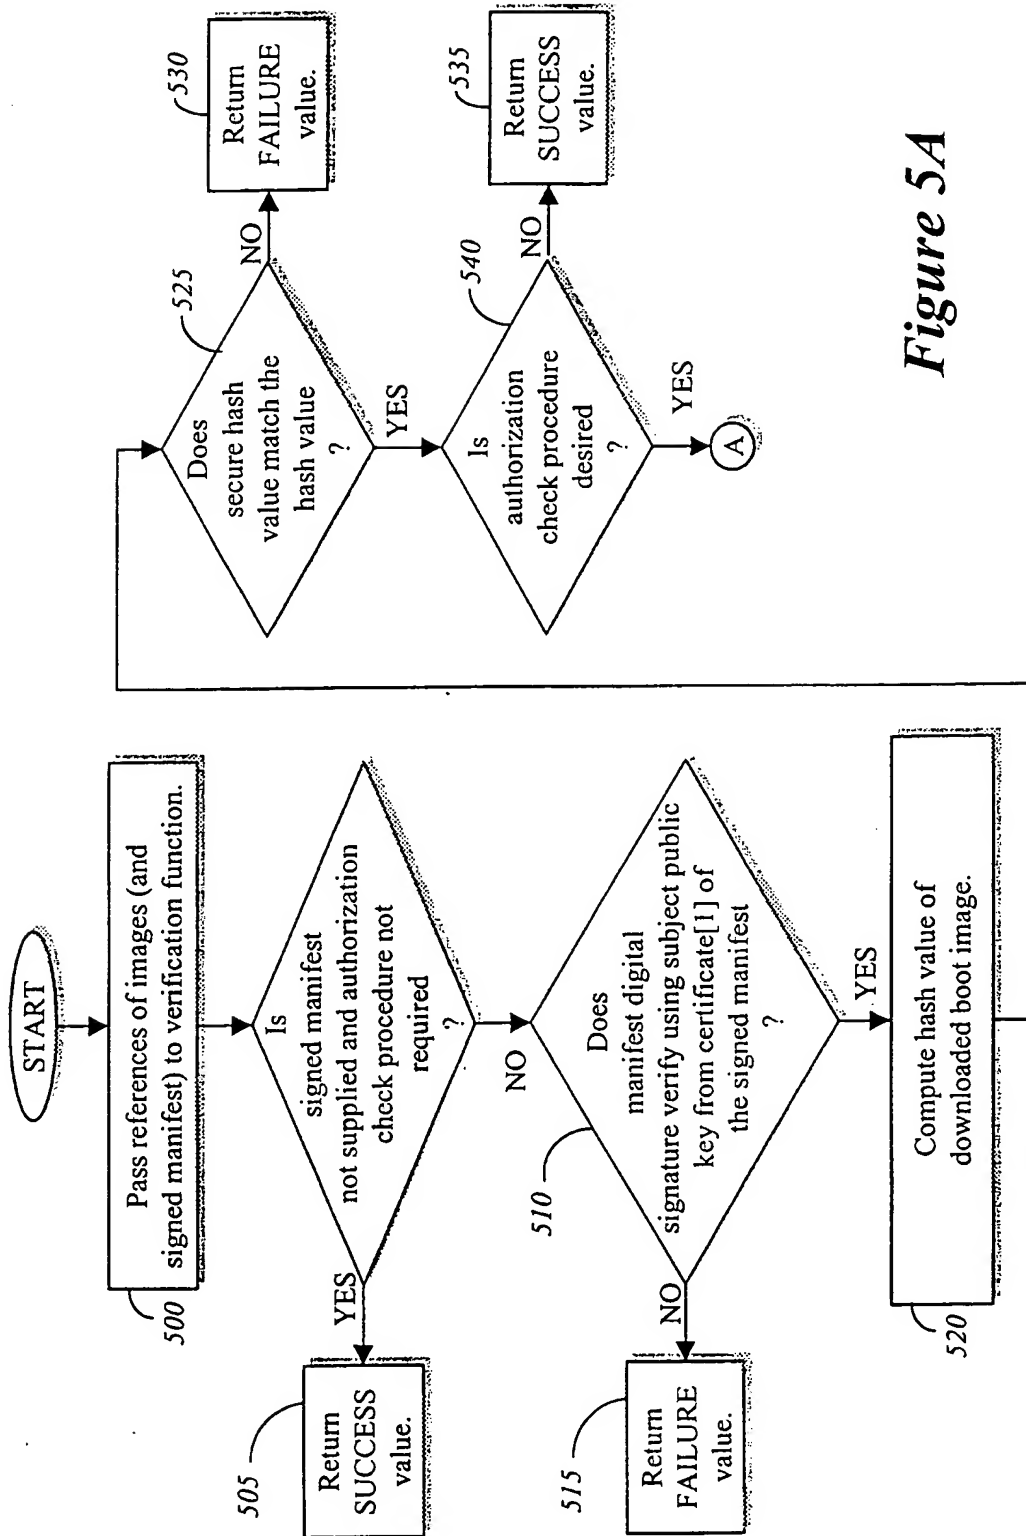 START
Pass references of images (and
signed manifest) to verification function.
500
Is
signed manifest
not supplied and authorization
check procedure not
required
?
YES
NO
505
Return
SUCCESS
value.
510
Does
manifest digital
signature verify using subject public
key from certificate[1] of
the signed manifest
?
NO
YES
515
Return
FAILURE
value.
Compute hash value of
downloaded boot image.
520
525
Does
secure hash
value match the
hash value
?
NO
YES
530
Return
FAILURE
value.
540
Is
authorization
check procedure
desired
?
NO
YES
535
Return
SUCCESS
value.
A
Figure 5A